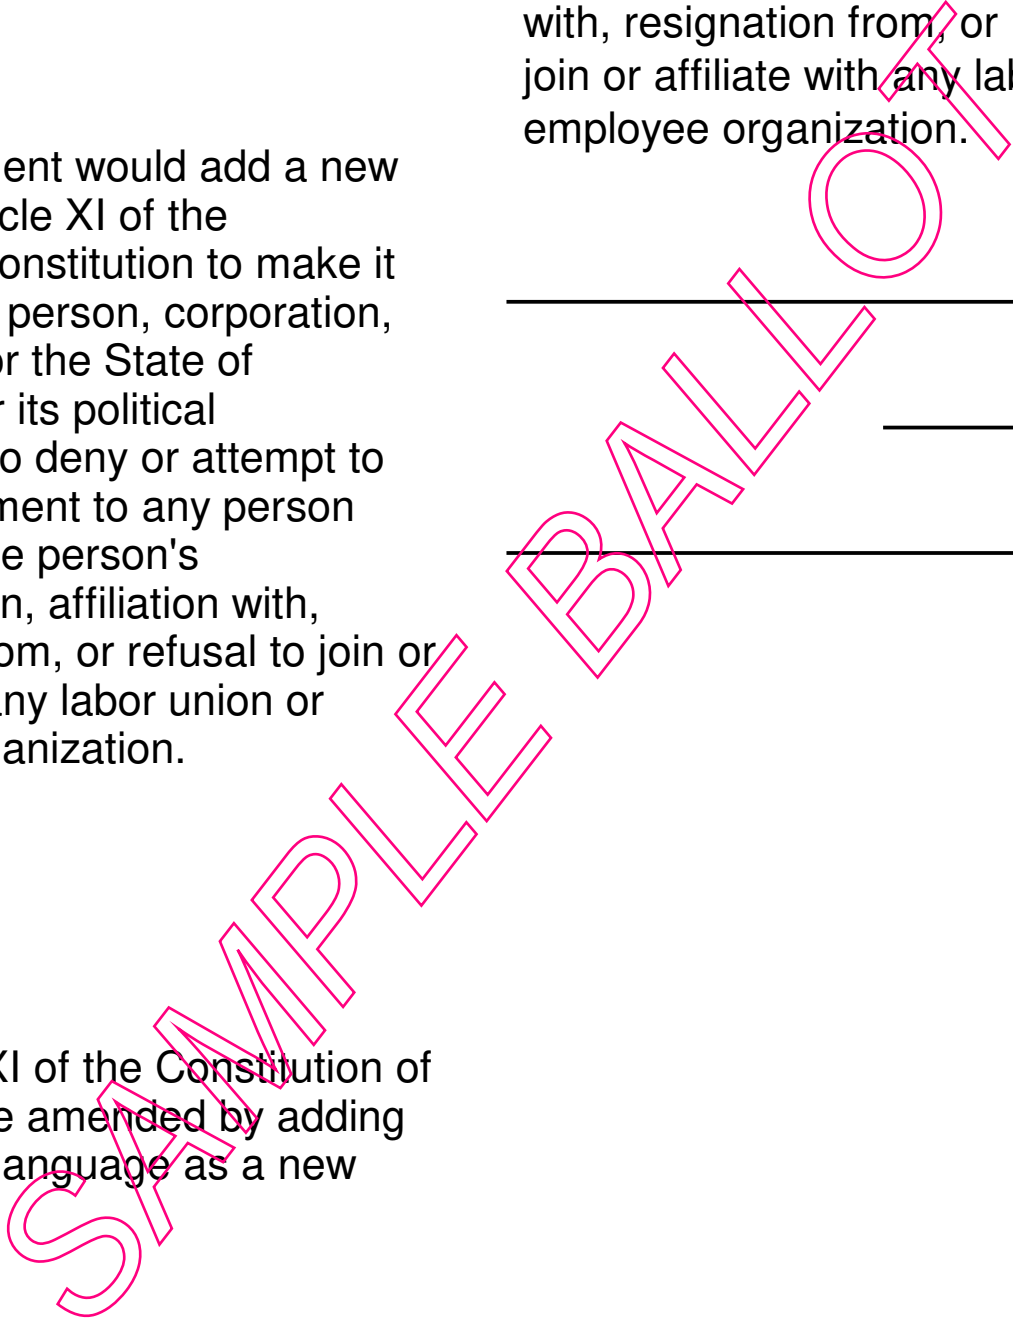 ent would add a new
cle XI of the
onstitution to make it
person, corporation,
or the State of
r its political
o deny or attempt to
ment to any person
e person's
n, affiliation with,
om, or refusal to join or
any labor union or
anization.
XI of the Constitution of
e amended by adding
language as a new
with, resignation from, or
join or affiliate with any lab
employee organization.
SAMPLE BALLOT